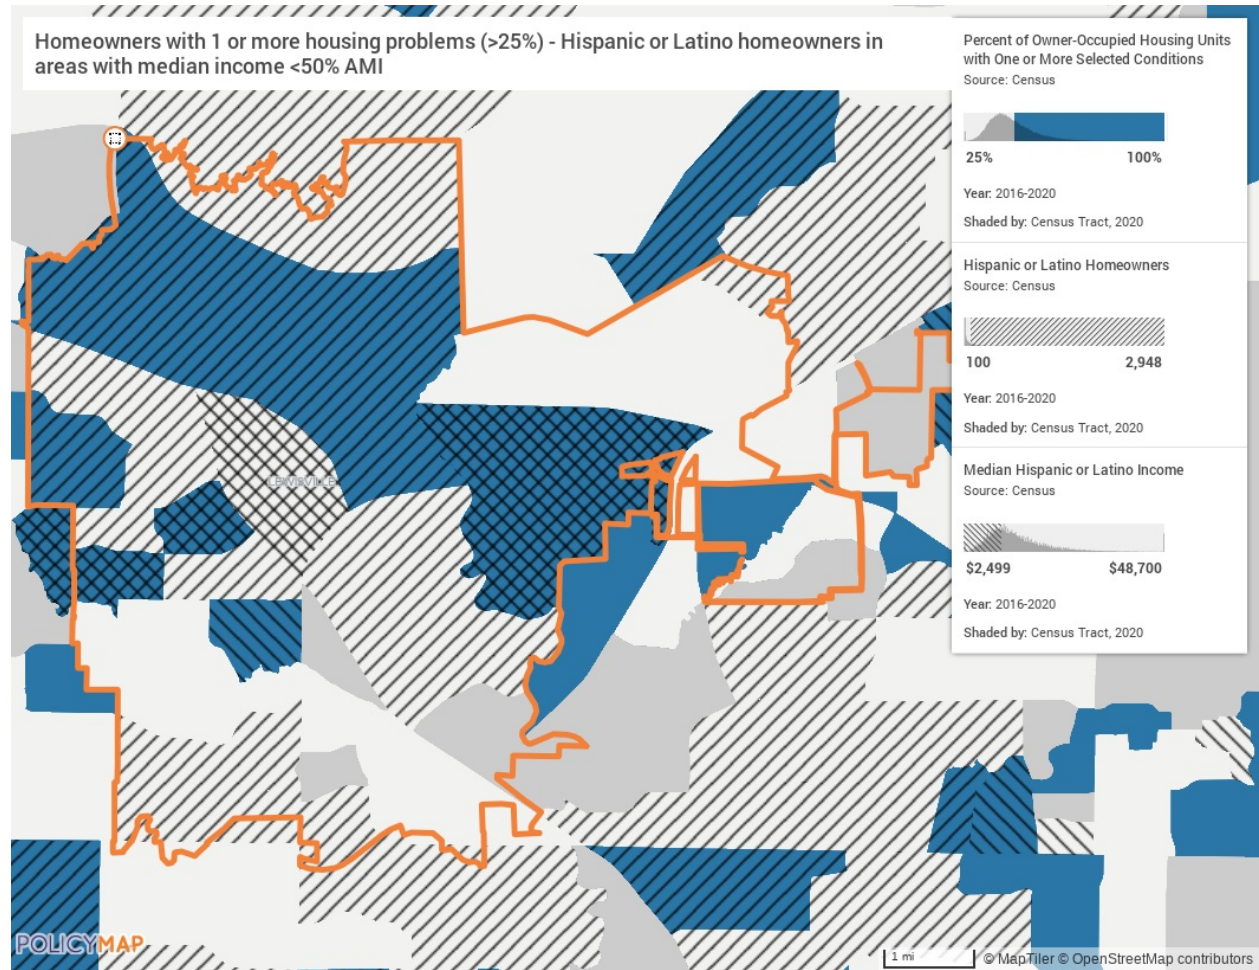 Homeowners with 1 or more housing problems (>25%) - Hispanic or Latino homeowners in
areas with median income <50% AMI
Percent of Owner-Occupied Housing Units
with One or More Selected Conditions
Source: Census
25% 100%
Year: 2016-2020
Shaded by: Census Tract, 2020
Hispanic or Latino Homeowners
Source: Census
100 2,948
Year: 2016-2020
Shaded by: Census Tract, 2020
Median Hispanic or Latino Income
Source: Census
$2,499 $48,700
Year: 2016-2020
Shaded by: Census Tract, 2020
LEWISVILLE
POLICYMAP
1 mi
© MapTiler © OpenStreetMap contributors